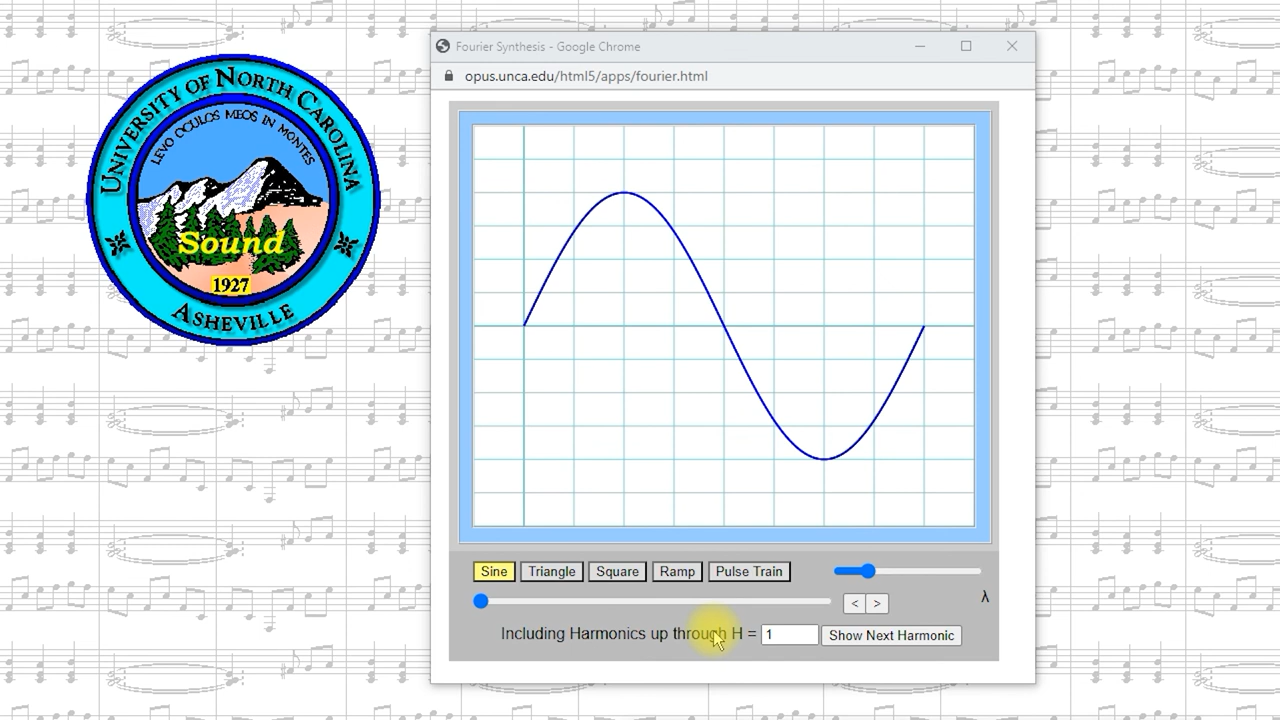 UNIVERSITY OF NORTH CAROLINA
LEVO OCULOS MEOS IN MONTES
Sound
1927
ASHEVILLE
Fourier Synthesis - Google Chrome
opus.unca.edu/html5/apps/fourier.html
Sine Triangle Square Ramp Pulse Train
< > λ
Including Harmonics up through H = 1 Show Next Harmonic